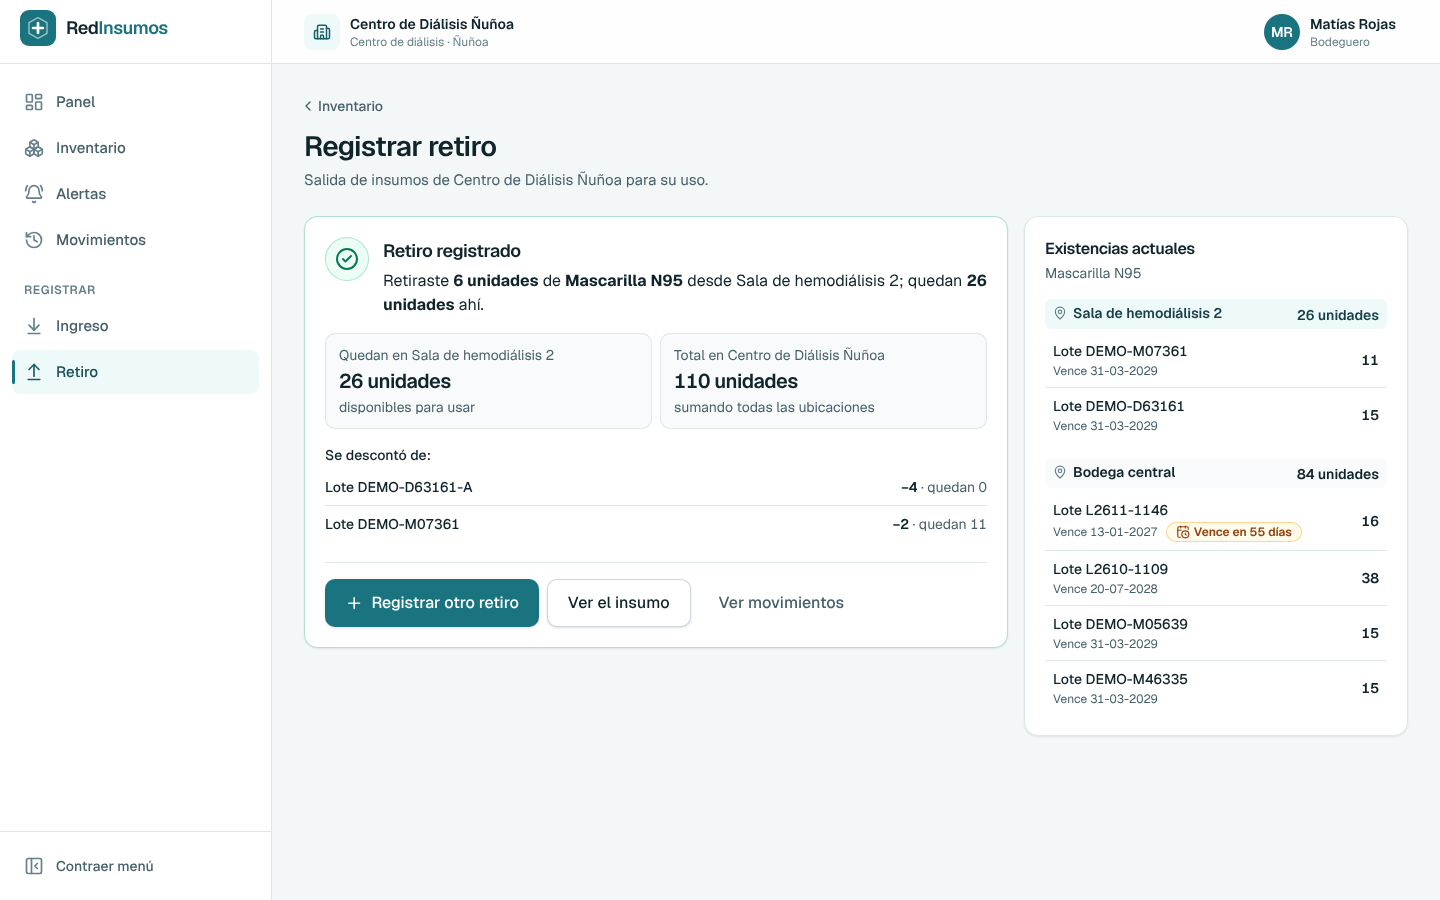 RedInsumos
Centro de Diálisis Ñuñoa
Centro de diálisis · Ñuñoa
MR
Matías Rojas
Bodeguero
Panel
Inventario
Alertas
Movimientos
REGISTRAR
Ingreso
Retiro
Contraer menú
Inventario
Registrar retiro
Salida de insumos de Centro de Diálisis Ñuñoa para su uso.
Retiro registrado
Retiraste 6 unidades de Mascarilla N95 desde Sala de hemodiálisis 2; quedan 26
unidades ahí.
Quedan en Sala de hemodiálisis 2
26 unidades
disponibles para usar
Total en Centro de Diálisis Ñuñoa
110 unidades
sumando todas las ubicaciones
Se descontó de:
Lote DEMO-D63161-A
−4 · quedan 0
Lote DEMO-M07361
−2 · quedan 11
Registrar otro retiro
Ver el insumo
Ver movimientos
Existencias actuales
Mascarilla N95
Sala de hemodiálisis 2
26 unidades
Lote DEMO-M07361
Vence 31-03-2029
11
Lote DEMO-D63161
Vence 31-03-2029
15
Bodega central
84 unidades
Lote L2611-1146
Vence 13-01-2027
Vence en 55 días
16
Lote L2610-1109
Vence 20-07-2028
38
Lote DEMO-M05639
Vence 31-03-2029
15
Lote DEMO-M46335
Vence 31-03-2029
15